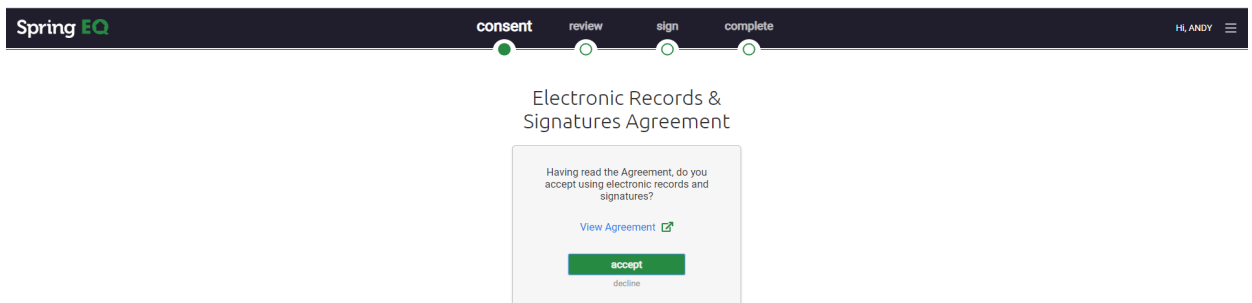 Spring EQ
consent review sign complete
Hi, ANDY
Electronic Records &
Signatures Agreement
Having read the Agreement, do you
accept using electronic records and
signatures?
View Agreement
accept
decline